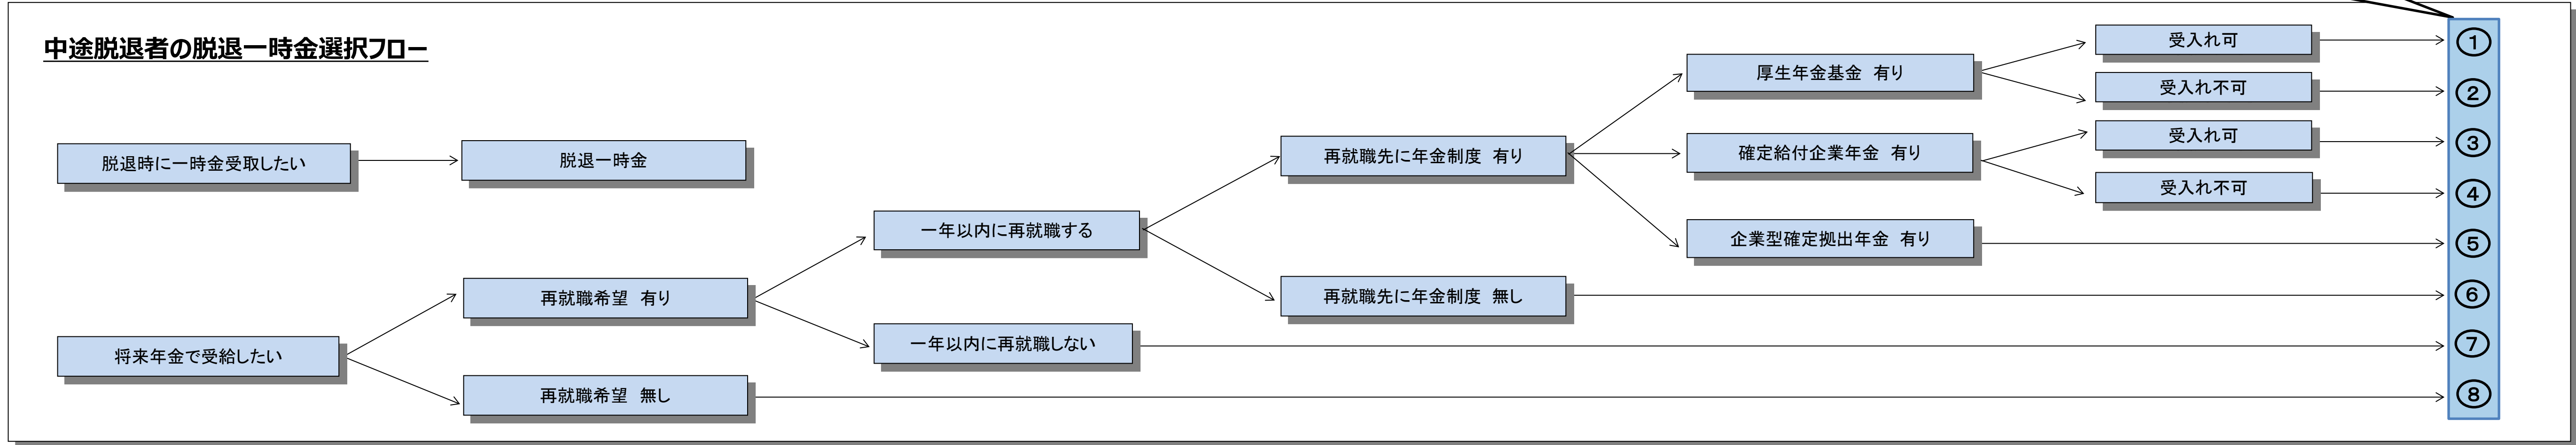 中途脱退者の脱退一時金選択フロー
脱退時に一時金受取したい
脱退一時金
将来年金で受給したい
再就職希望 有り
再就職希望 無し
一年以内に再就職する
一年以内に再就職しない
再就職先に年金制度 有り
再就職先に年金制度 無し
厚生年金基金 有り
確定給付企業年金 有り
企業型確定拠出年金 有り
受入れ可
受入れ不可
受入れ可
受入れ不可
①
②
③
④
⑤
⑥
⑦
⑧